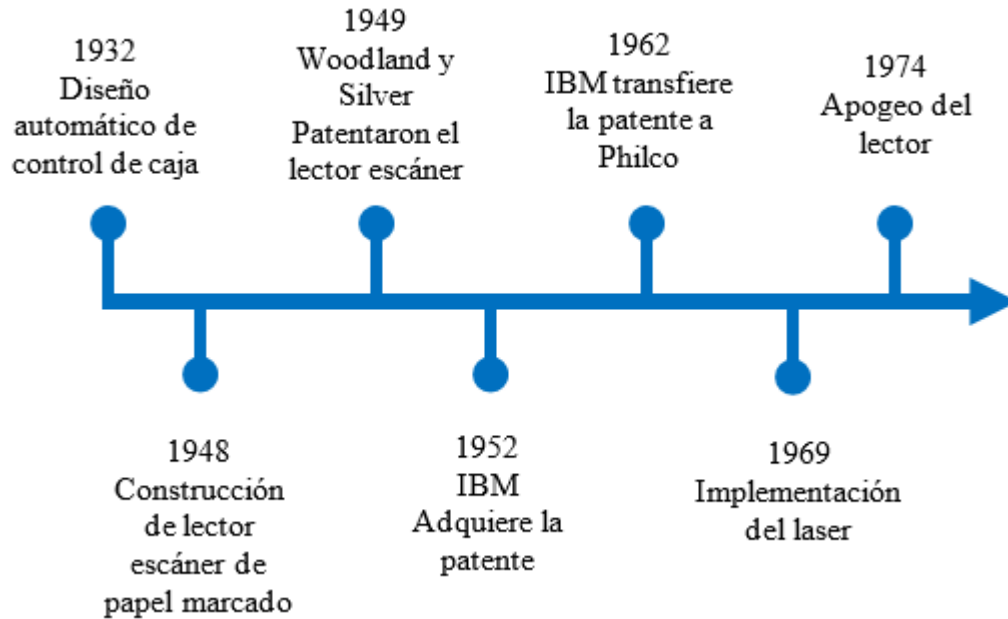 1932
Diseño
automático de
control de caja
1948
Construcción
de lector
escáner de
papel marcado
1949
Woodland y
Silver
Patentaron el
lector escáner
1952
IBM
Adquiere la
patente
1962
IBM transfiere
la patente a
Philco
1969
Implementación
del laser
1974
Apogeo del
lector